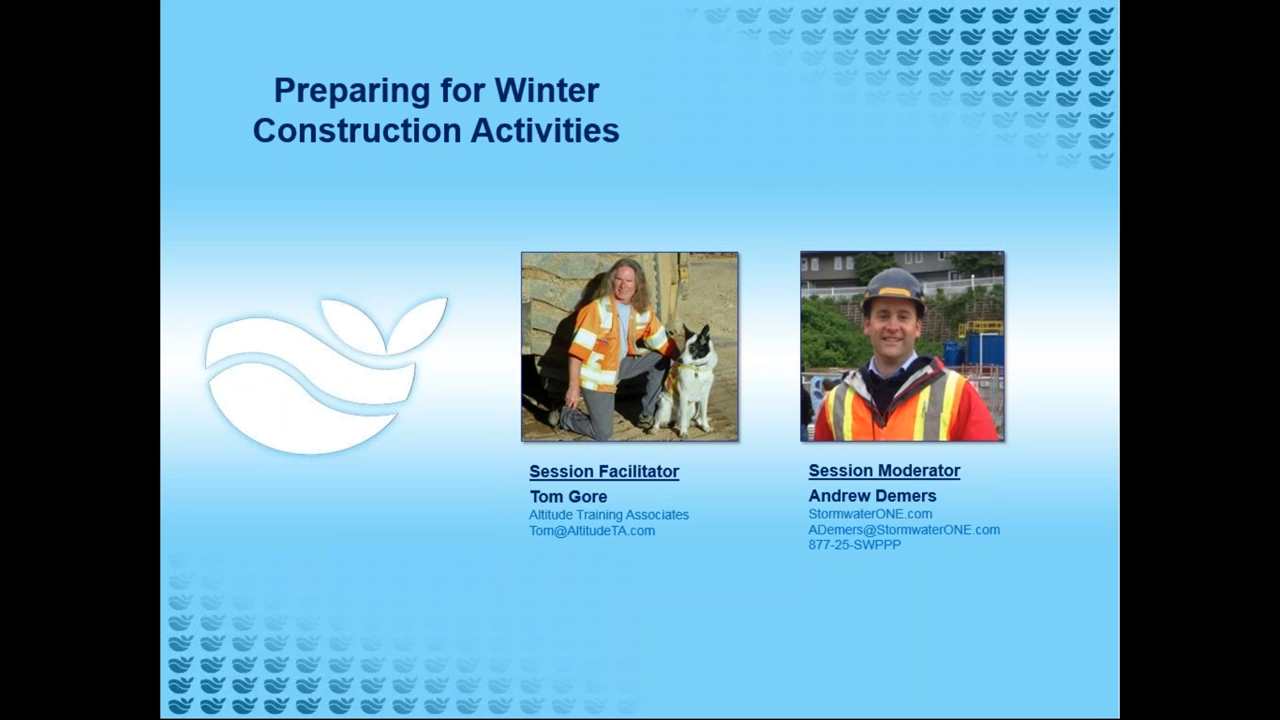 Preparing for Winter
Construction Activities
Session Facilitator
Tom Gore
Altitude Training Associates
Tom@AltitudeTA.com
Session Moderator
Andrew Demers
StormwaterONE.com
ADemers@StormwaterONE.com
877-25-SWPPP